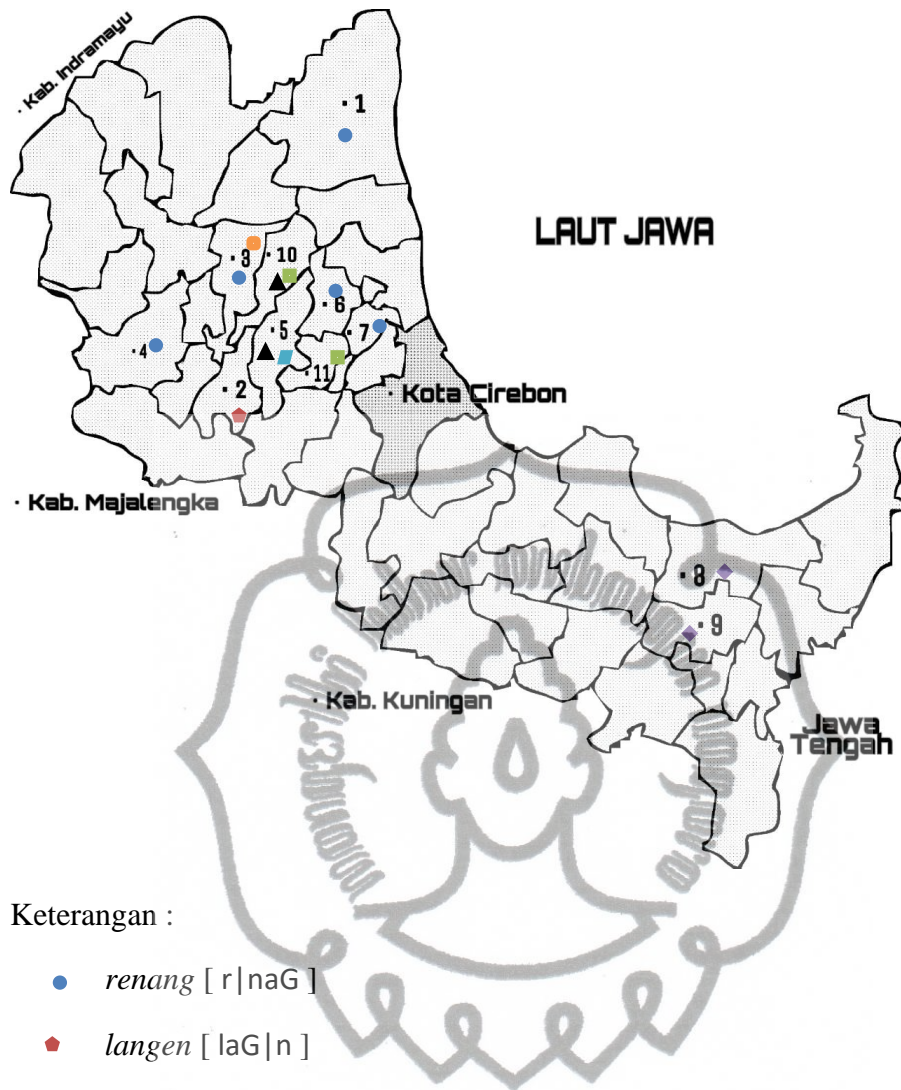 · Kab. Indramayu
· 1
LAUT JAWA
· 3
· 10
· 6
· 5
· 7
· 4
· 11
· 2
· Kota Cirebon
· Kab. Majalengka
· 8
· 9
· Kab. Kuningan
Jawa
Tengah
Keterangan :
renang [ r|naG ]
langen [ laG|n ]